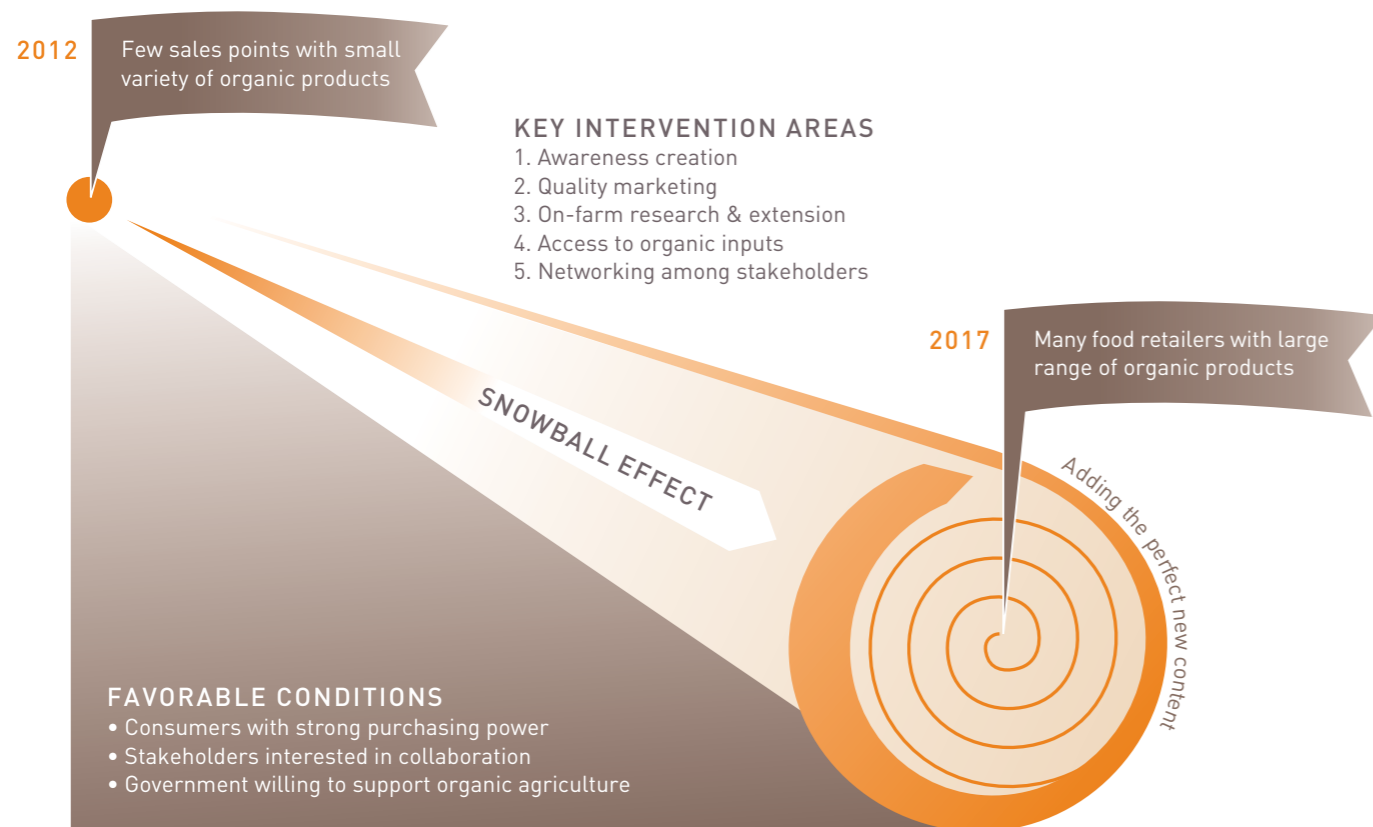 2012
Few sales points with small
variety of organic products
KEY INTERVENTION AREAS
1. Awareness creation
2. Quality marketing
3. On-farm research & extension
4. Access to organic inputs
5. Networking among stakeholders
2017
Many food retailers with large
range of organic products
SNOWBALL EFFECT
Adding the perfect new content
FAVORABLE CONDITIONS
• Consumers with strong purchasing power
• Stakeholders interested in collaboration
• Government willing to support organic agriculture